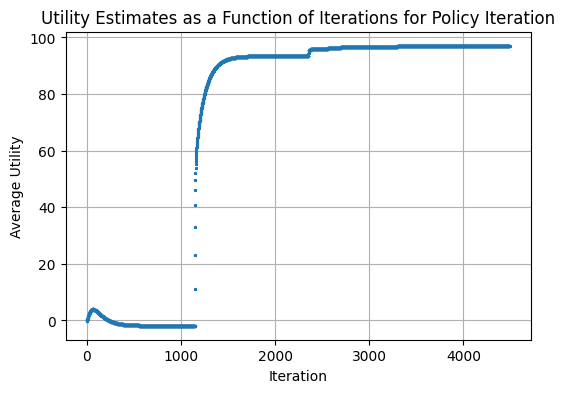 Utility Estimates as a Function of Iterations for Policy Iteration
100
80
60
40
20
0
Average Utility
0 1000 2000 3000 4000
Iteration